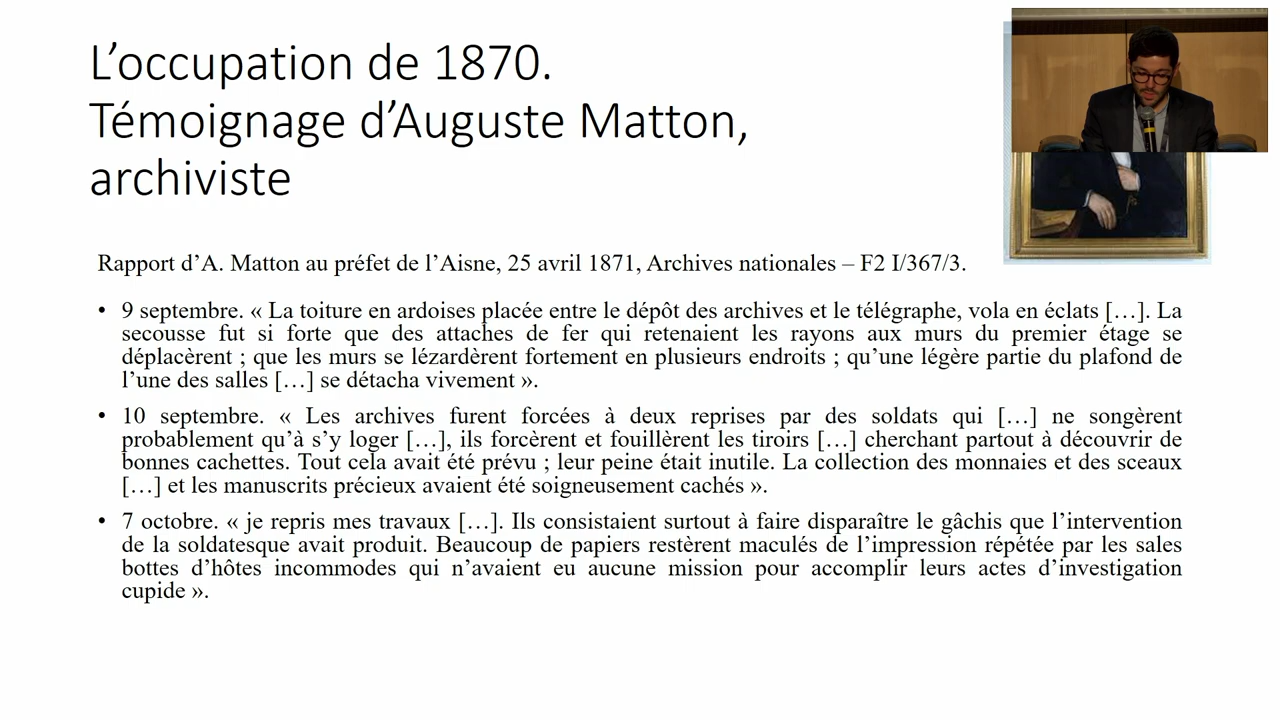 L’occupation de 1870.
Témoignage d’Auguste Matton,
archiviste
Rapport d’A. Matton au préfet de l’Aisne, 25 avril 1871, Archives nationales – F2 I/367/3.
• 9 septembre. « La toiture en ardoises placée entre le dépôt des archives et le télégraphe, vola en éclats […]. La
secousse fut si forte que des attaches de fer qui retenaient les rayons aux murs du premier étage se
déplacèrent ; que les murs se lézardèrent fortement en plusieurs endroits ; qu’une légère partie du plafond de
l’une des salles […] se détacha vivement ».
• 10 septembre. « Les archives furent forcées à deux reprises par des soldats qui […] ne songèrent
probablement qu’à s’y loger […], ils forcèrent et fouillèrent les tiroirs […] cherchant partout à découvrir de
bonnes cachettes. Tout cela avait été prévu ; leur peine était inutile. La collection des monnaies et des sceaux
[…] et les manuscrits précieux avaient été soigneusement cachés ».
• 7 octobre. « je repris mes travaux […]. Ils consistaient surtout à faire disparaître le gâchis que l’intervention
de la soldatesque avait produit. Beaucoup de papiers restèrent maculés de l’impression répétée par les sales
bottes d’hôtes incommodes qui n’avaient eu aucune mission pour accomplir leurs actes d’investigation
cupide ».